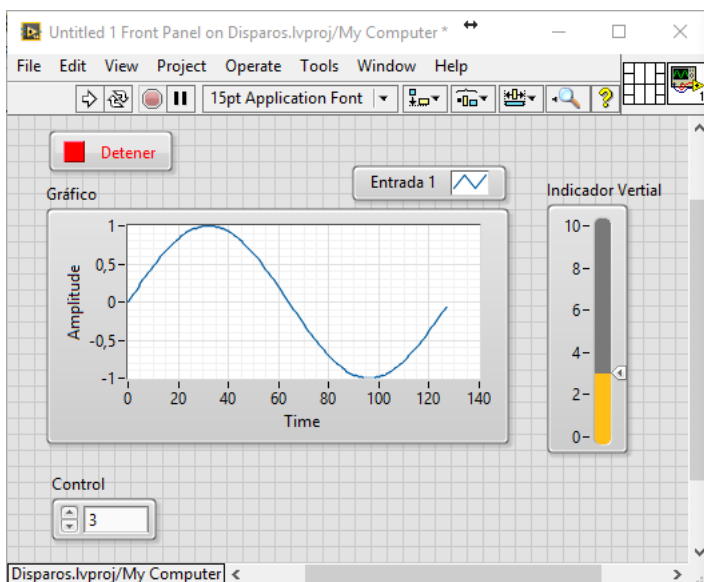 Untitled 1 Front Panel on Disparos.lvproj/My Computer *
File Edit View Project Operate Tools Window Help
15pt Application Font
1
Detener
Entrada 1
Gráfico
Indicador Vertial
Amplitude
1
0,5
0
-0,5
-1
0 20 40 60 80 100 120 140
Time
10
8
6
4
2
0
Control
3
Disparos.lvproj/My Computer